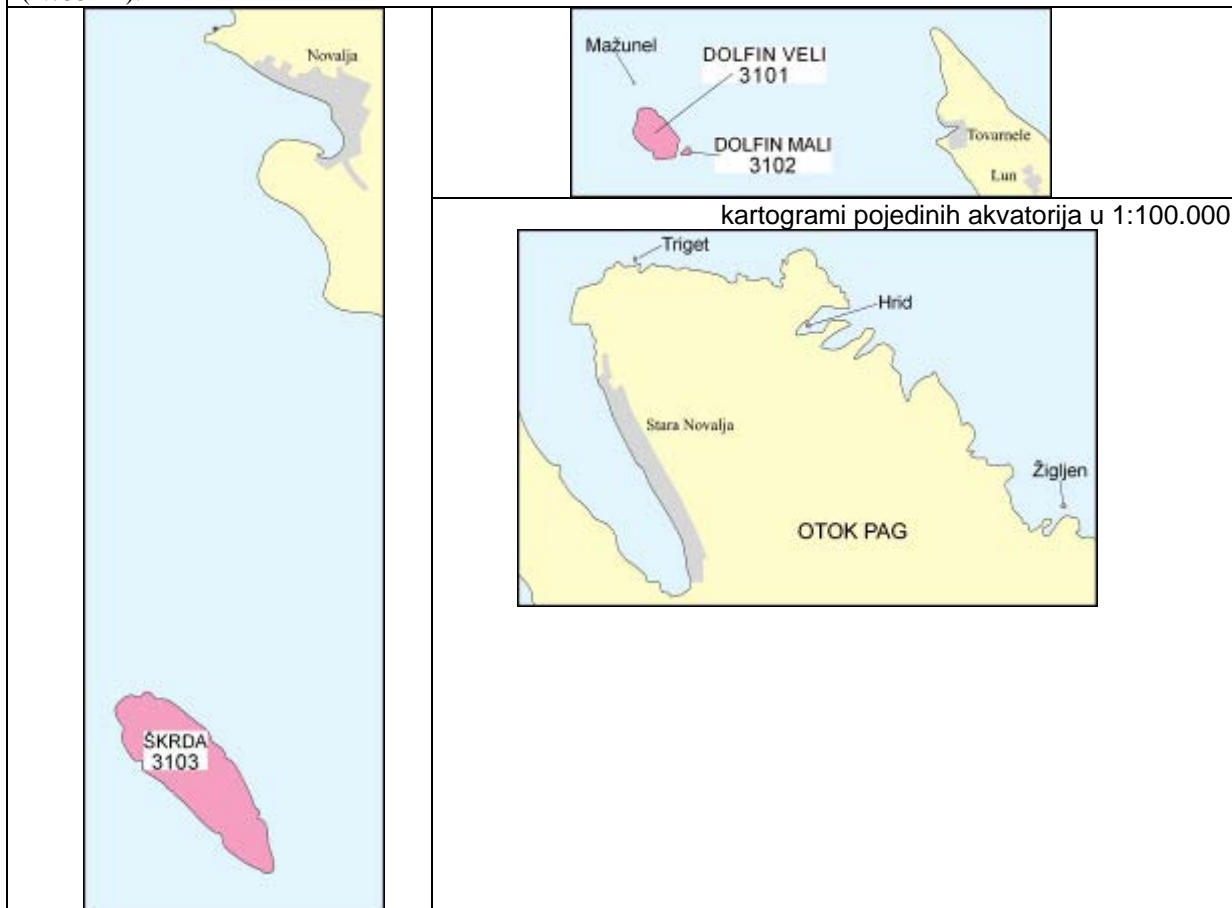 Novalja
ŠKRDA
3103
Mažunel
DOLFIN VELI
3101
DOLFIN MALI
3102
Tovarnele
Lun
kartogrami pojedinih akvatorija u 1:100.000
Triget
Hrid
Stara Novalja
Žigljen
OTOK PAG